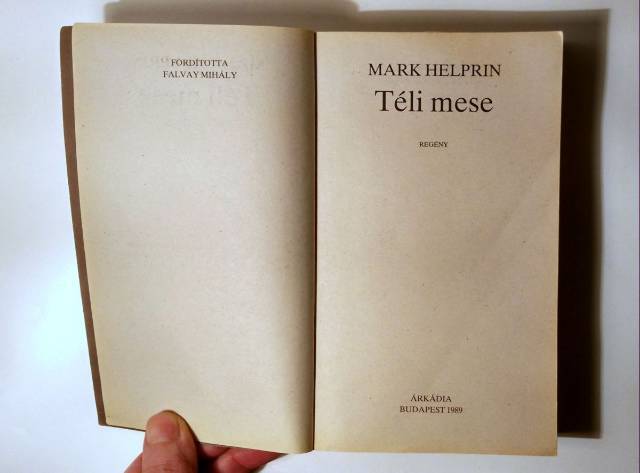 FORDÍTOTTA
FALVAY MIHÁLY
MARK HELPRIN
Téli mese
REGÉNY
ÁRKÁDIA
BUDAPEST 1989